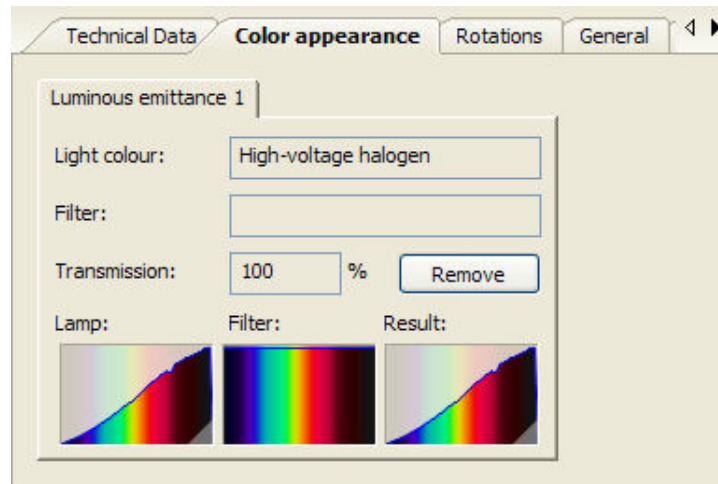 Technical Data Color appearance Rotations General
Luminous emittance 1
Light colour: High-voltage halogen
Filter:
Transmission: 100 % Remove
Lamp: Filter: Result: